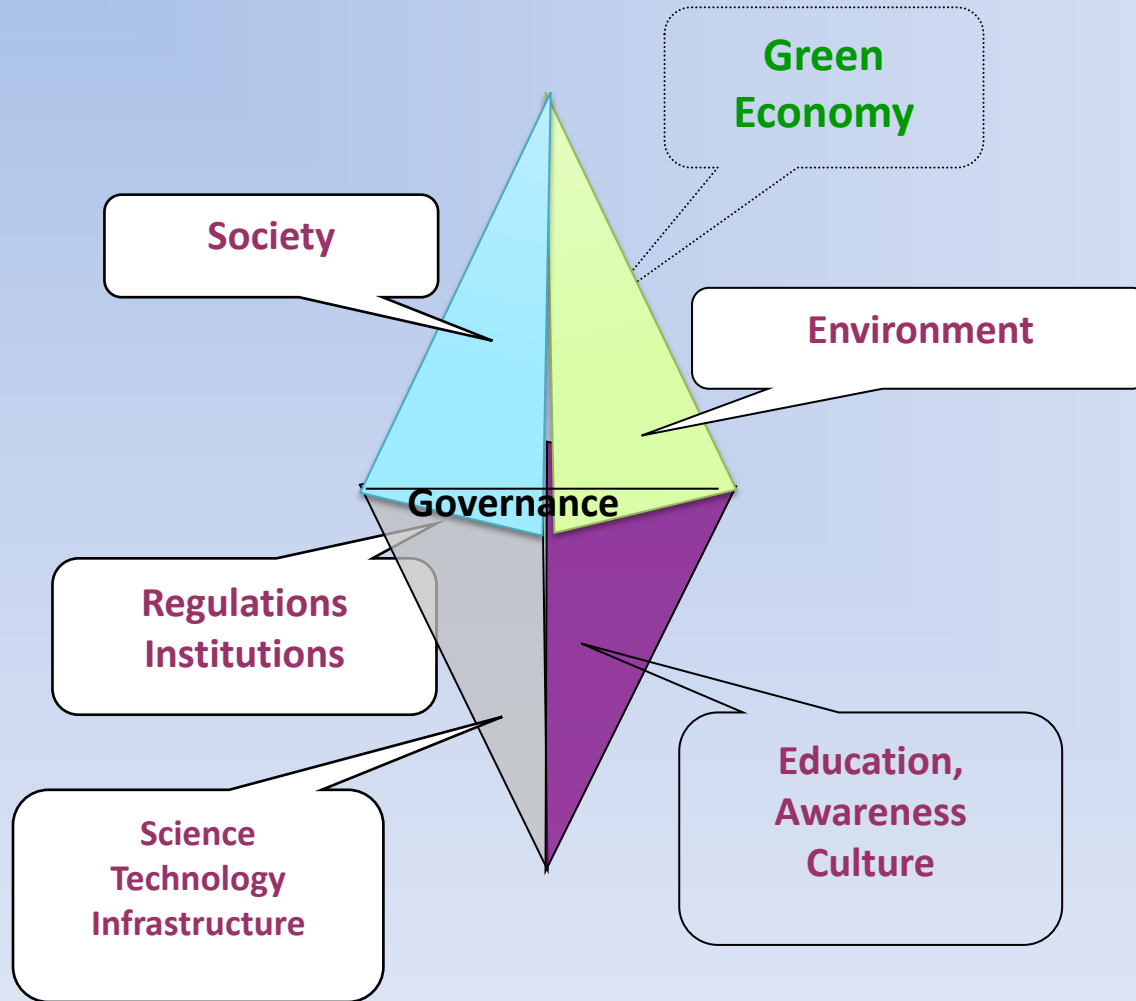 Green
Economy
Society
Environment
Governance
Regulations
Institutions
Education,
Awareness
Culture
Science
Technology
Infrastructure